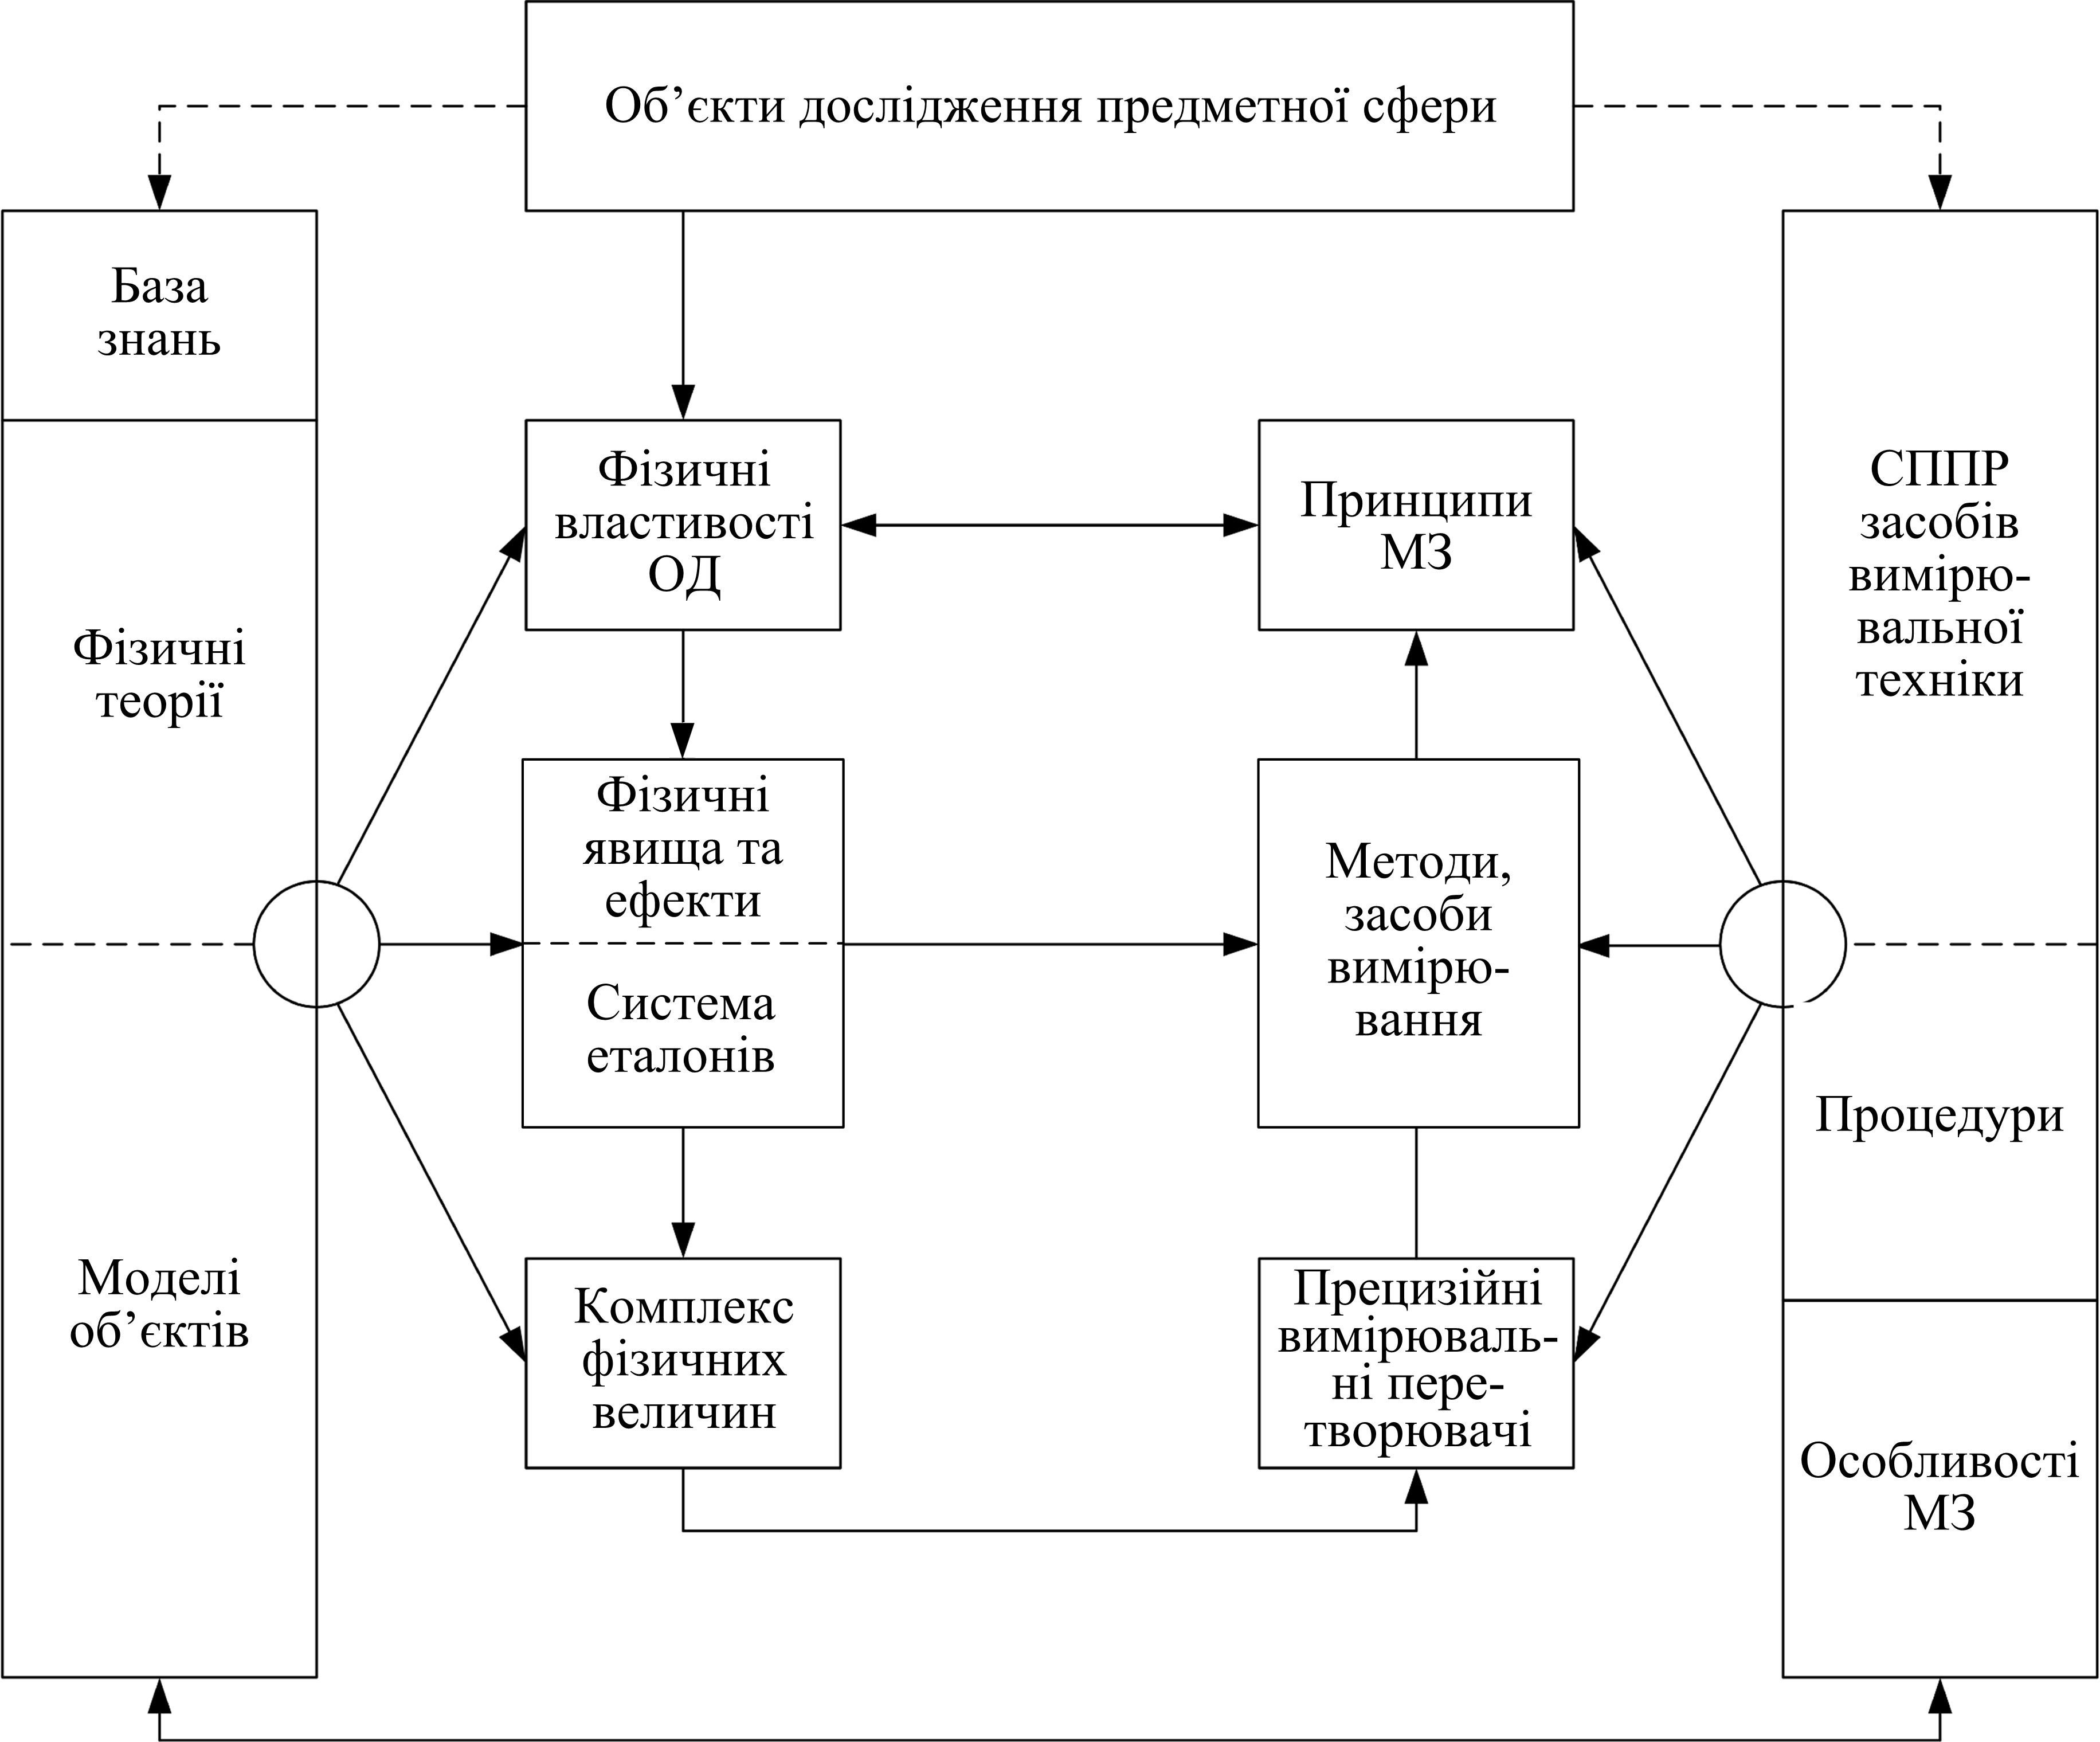 Об’єкти дослідження предметної сфери
База
знань
Фізичні
теорії
Моделі
об’єктів
Фізичні
властивості
ОД
Фізичні
явища та
ефекти
Система
еталонів
Комплекс
фізичних
величин
Принципи
МЗ
Методи,
засоби
вимірю-
вання
Прецизійні
вимірюваль-
ні пере-
творювачі
СППР
засобів
вимірю-
вальної
техніки
Процедури
Особливості
МЗ